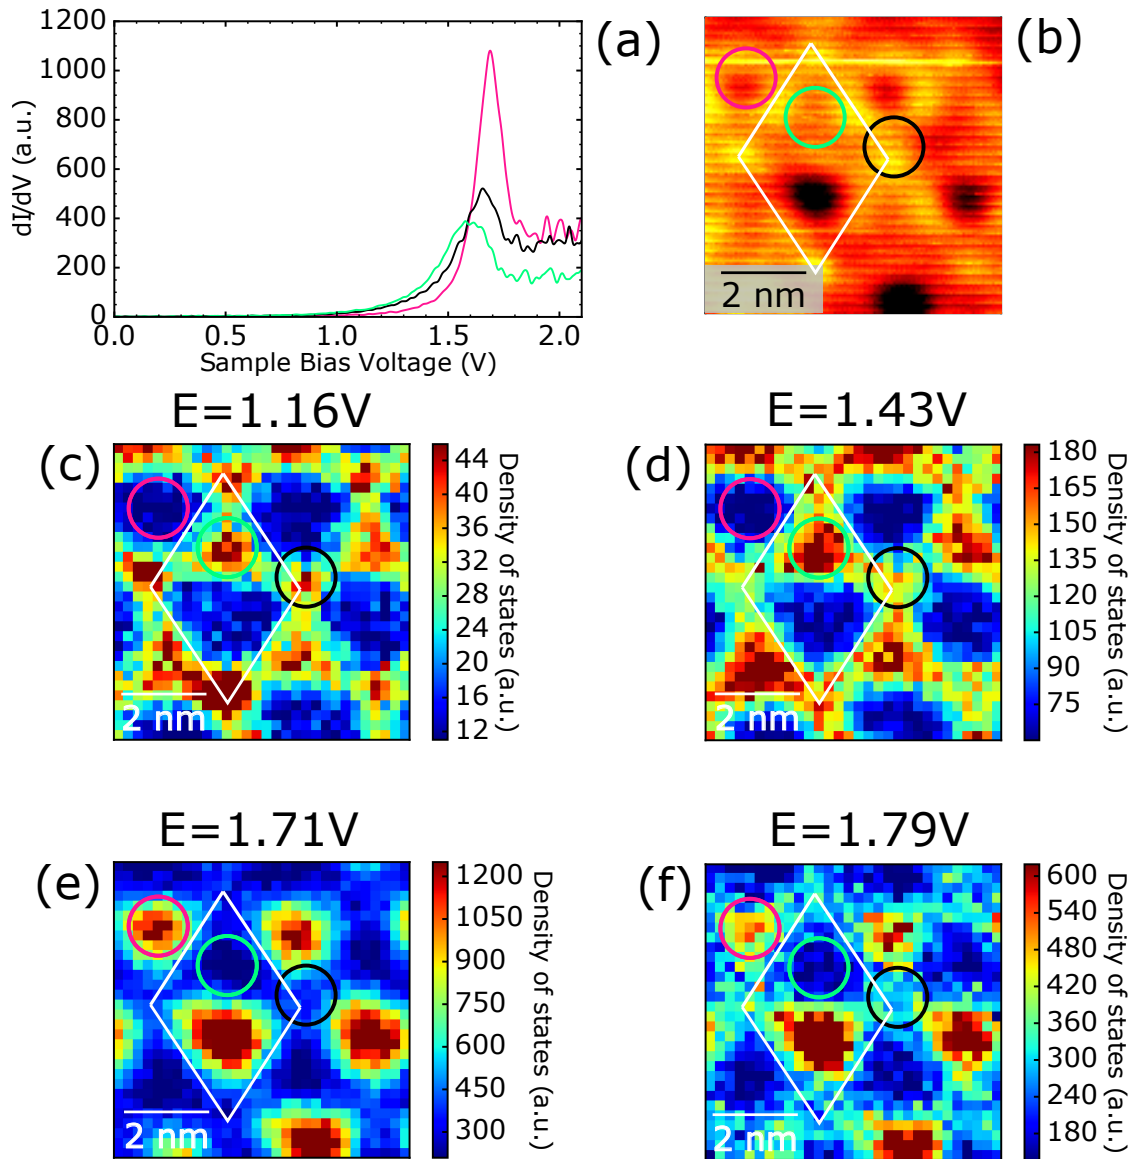 1200
1000
800
600
400
200
0
dI/dV (a.u.)
0.0 0.5 1.0 1.5 2.0
Sample Bias Voltage (V)
(a)
(b)
2 nm
E=1.16V
(c)
2 nm
44
40
36
32
28
24
20
16
12
Density of states (a.u.)
E=1.43V
(d)
2 nm
180
165
150
135
120
105
90
75
Density of states (a.u.)
E=1.71V
(e)
2 nm
1200
1050
900
750
600
450
300
Density of states (a.u.)
E=1.79V
(f)
2 nm
600
540
480
420
360
300
240
180
Density of states (a.u.)